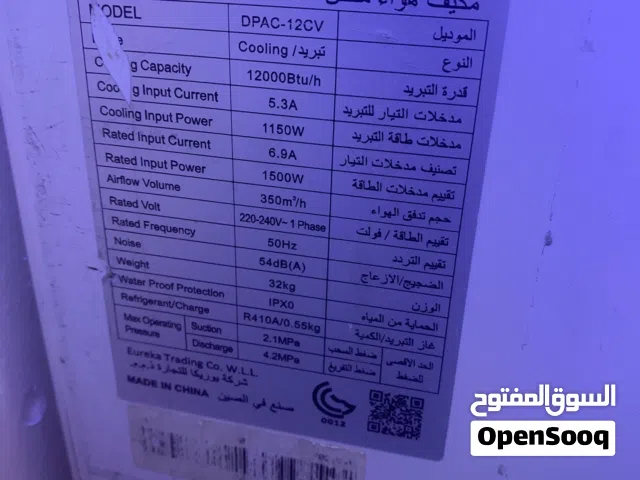 مكيف هواء
MODEL DPAC-12CV الموديل
Cooling /تبريد النوع
Capacity 12000Btu/h قدرة التبريد
Cooling Input Current 5.3A مدخلات التيار للتبريد
Cooling Input Power 1150W مدخلات طاقة التبريد
Rated Input Current 6.9A تصنيف مدخلات التيار
Rated Input Power 1500W تقييم مدخلات الطاقة
Airflow Volume 350m³/h حجم تدفق الهواء
Rated Volt 220-240V~ 1 Phase تقييم الطاقة / فولت
Rated Frequency 50Hz تقييم التردد
Noise 54dB(A) الضجيج/الازعاج
Weight 32kg الوزن
Water Proof Protection IPX0 الحماية من المياه
Refrigerant/Charge R410A/0.55kg غاز التبريد/الكمية
Max Operating Pressure Suction 2.1MPa ضغط السحب الحد الأقصى للضغط
Discharge 4.2MPa ضغط التفريغ
Eureka Trading Co. W.L.L.
شركة يوريكا للتجارة ذ.م.م
MADE IN CHINA صنع في الصين
0012
السوق المفتوح
OpenSooq